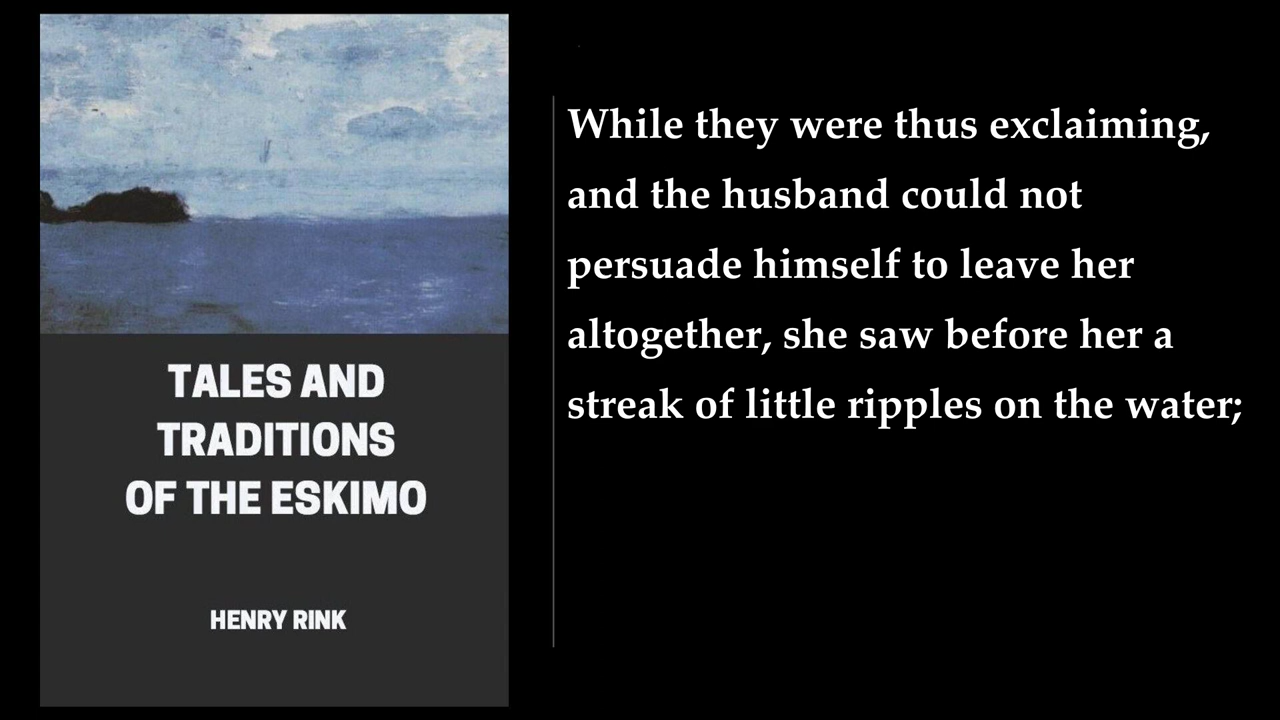 TALES AND
TRADITIONS
OF THE ESKIMO
HENRY RINK
While they were thus exclaiming,
and the husband could not
persuade himself to leave her
altogether, she saw before her a
streak of little ripples on the water;